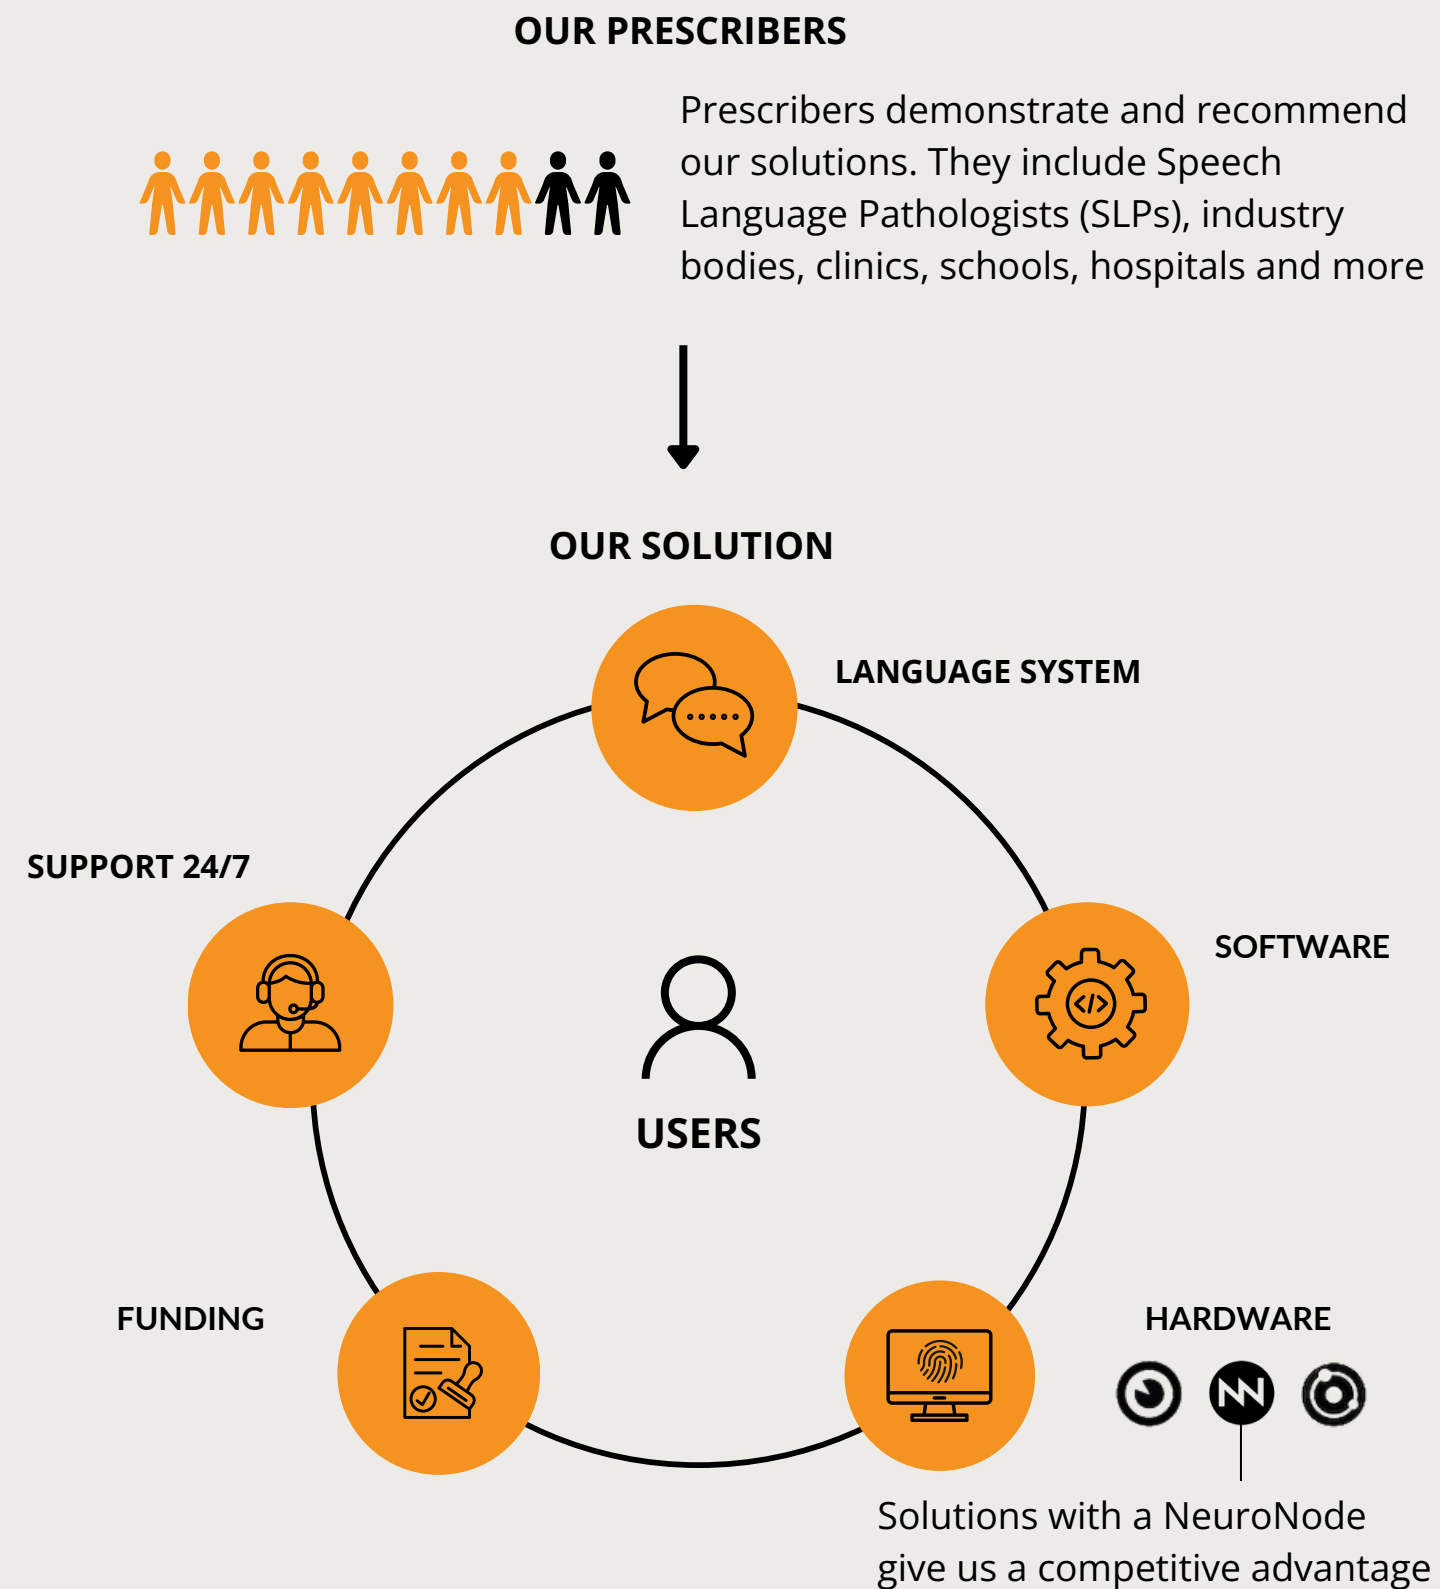 OUR PRESCRIBERS
Prescribers demonstrate and recommend
our solutions. They include Speech
Language Pathologists (SLPs), industry
bodies, clinics, schools, hospitals and more
OUR SOLUTION
LANGUAGE SYSTEM
SUPPORT 24/7
SOFTWARE
</>
USERS
FUNDING
HARDWARE
NN
Solutions with a NeuroNode
give us a competitive advantage